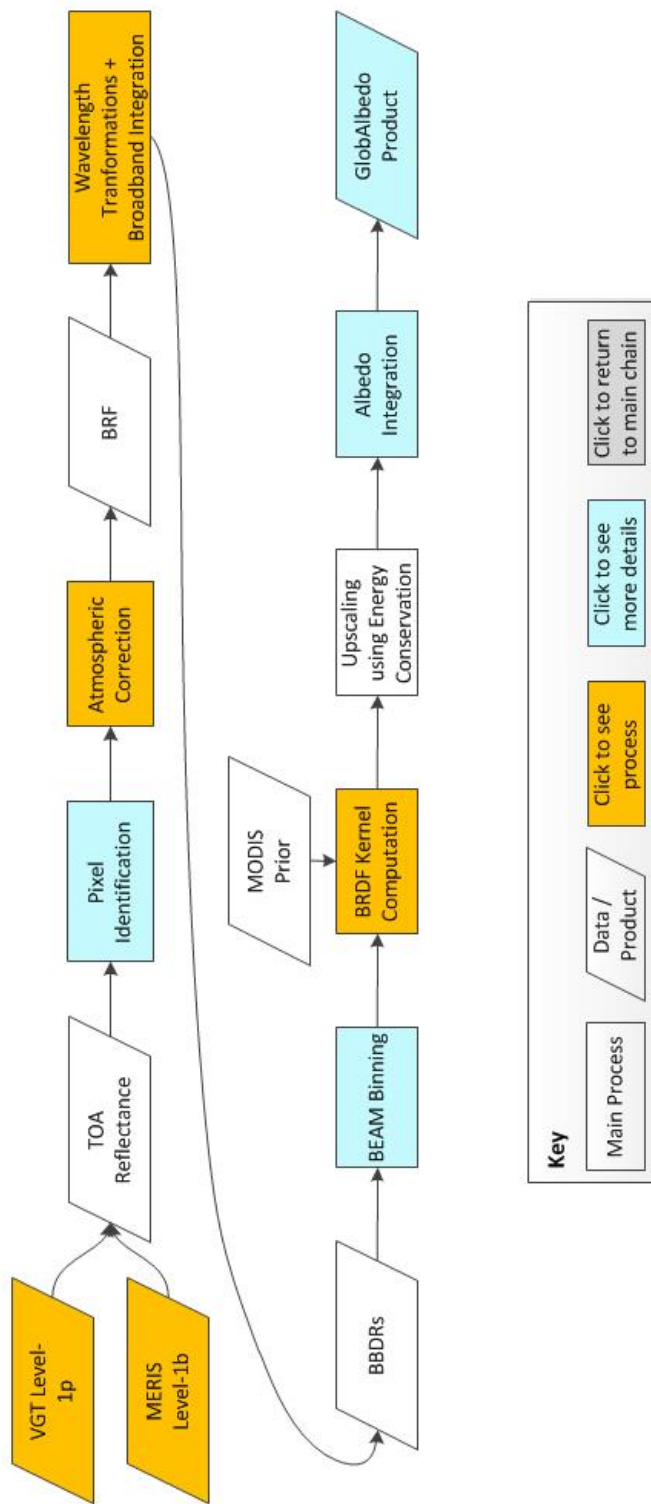 VGT Level-
1p
MERIS
Level-1b
TOA
Reflectance
Pixel
Identification
Atmospheric
Correction
BRF
Wavelength
Tranformations +
Broadband Integration
BBDRs
BEAM Binning
MODIS
Prior
BRDF Kernel
Computation
Upscaling
using Energy
Conservation
Albedo
Integration
GlobAlbedo
Product
Key
Main Process
Data /
Product
Click to see
process
Click to see
more details
Click to return
to main chain